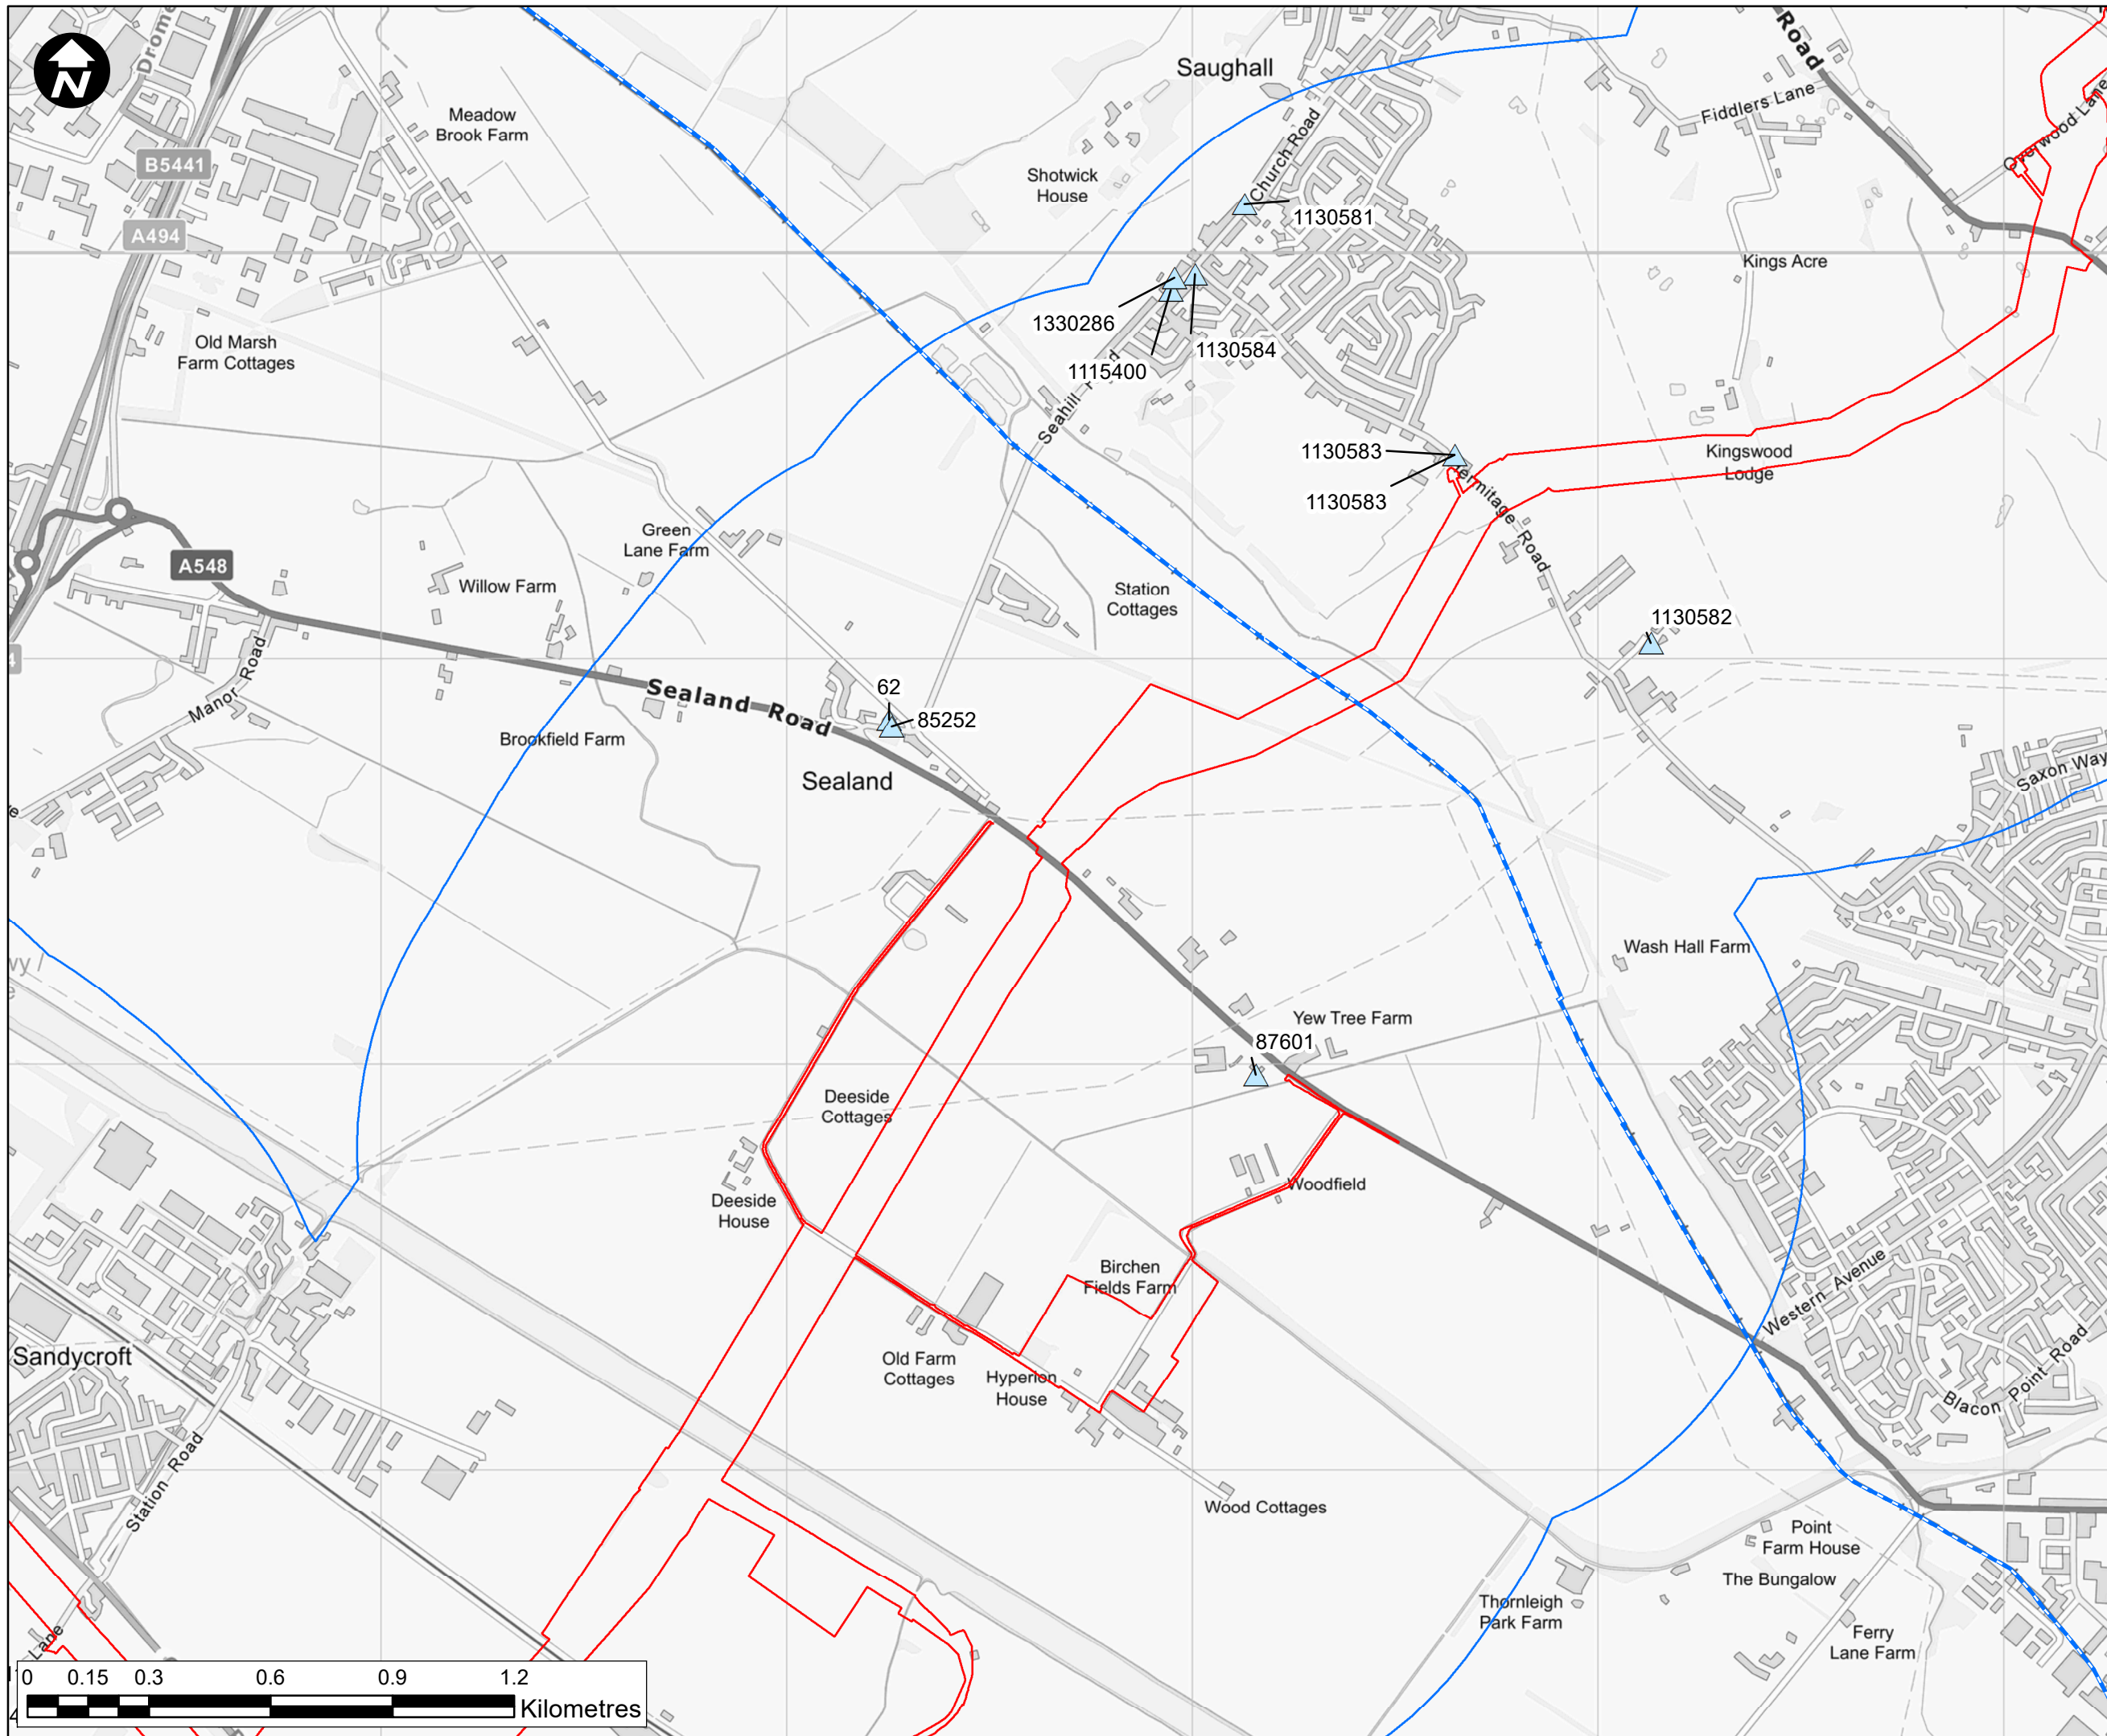 N
Drome
B5441
A494
Meadow
Brook Farm
Saughall
Shotwick
House
Church Road
Road
Fiddlers Lane
Overwood Lane
Kings Acre
1130581
1330286
1130584
1115400
Seahill
Old Marsh
Farm Cottages
1130583
1130583
Hermitage Road
Kingswood
Lodge
A548
Green
Lane Farm
Willow Farm
Station
Cottages
1130582
Manor Road
Sealand Road
62
85252
Brookfield Farm
Sealand
Saxon Way
Wash Hall Farm
Yew Tree Farm
87601
Deeside
Cottages
Deeside
House
Woodfield
Birchen
Fields Farm
Western Avenue
Blacon Point Road
Sandycroft
Old Farm
Cottages
Hyperion
House
Station Road
Wood Cottages
Point
Farm House
The Bungalow
Thornleigh
Park Farm
Ferry
Lane Farm
Lane
0 0.15 0.3 0.6 0.9 1.2
Kilometres